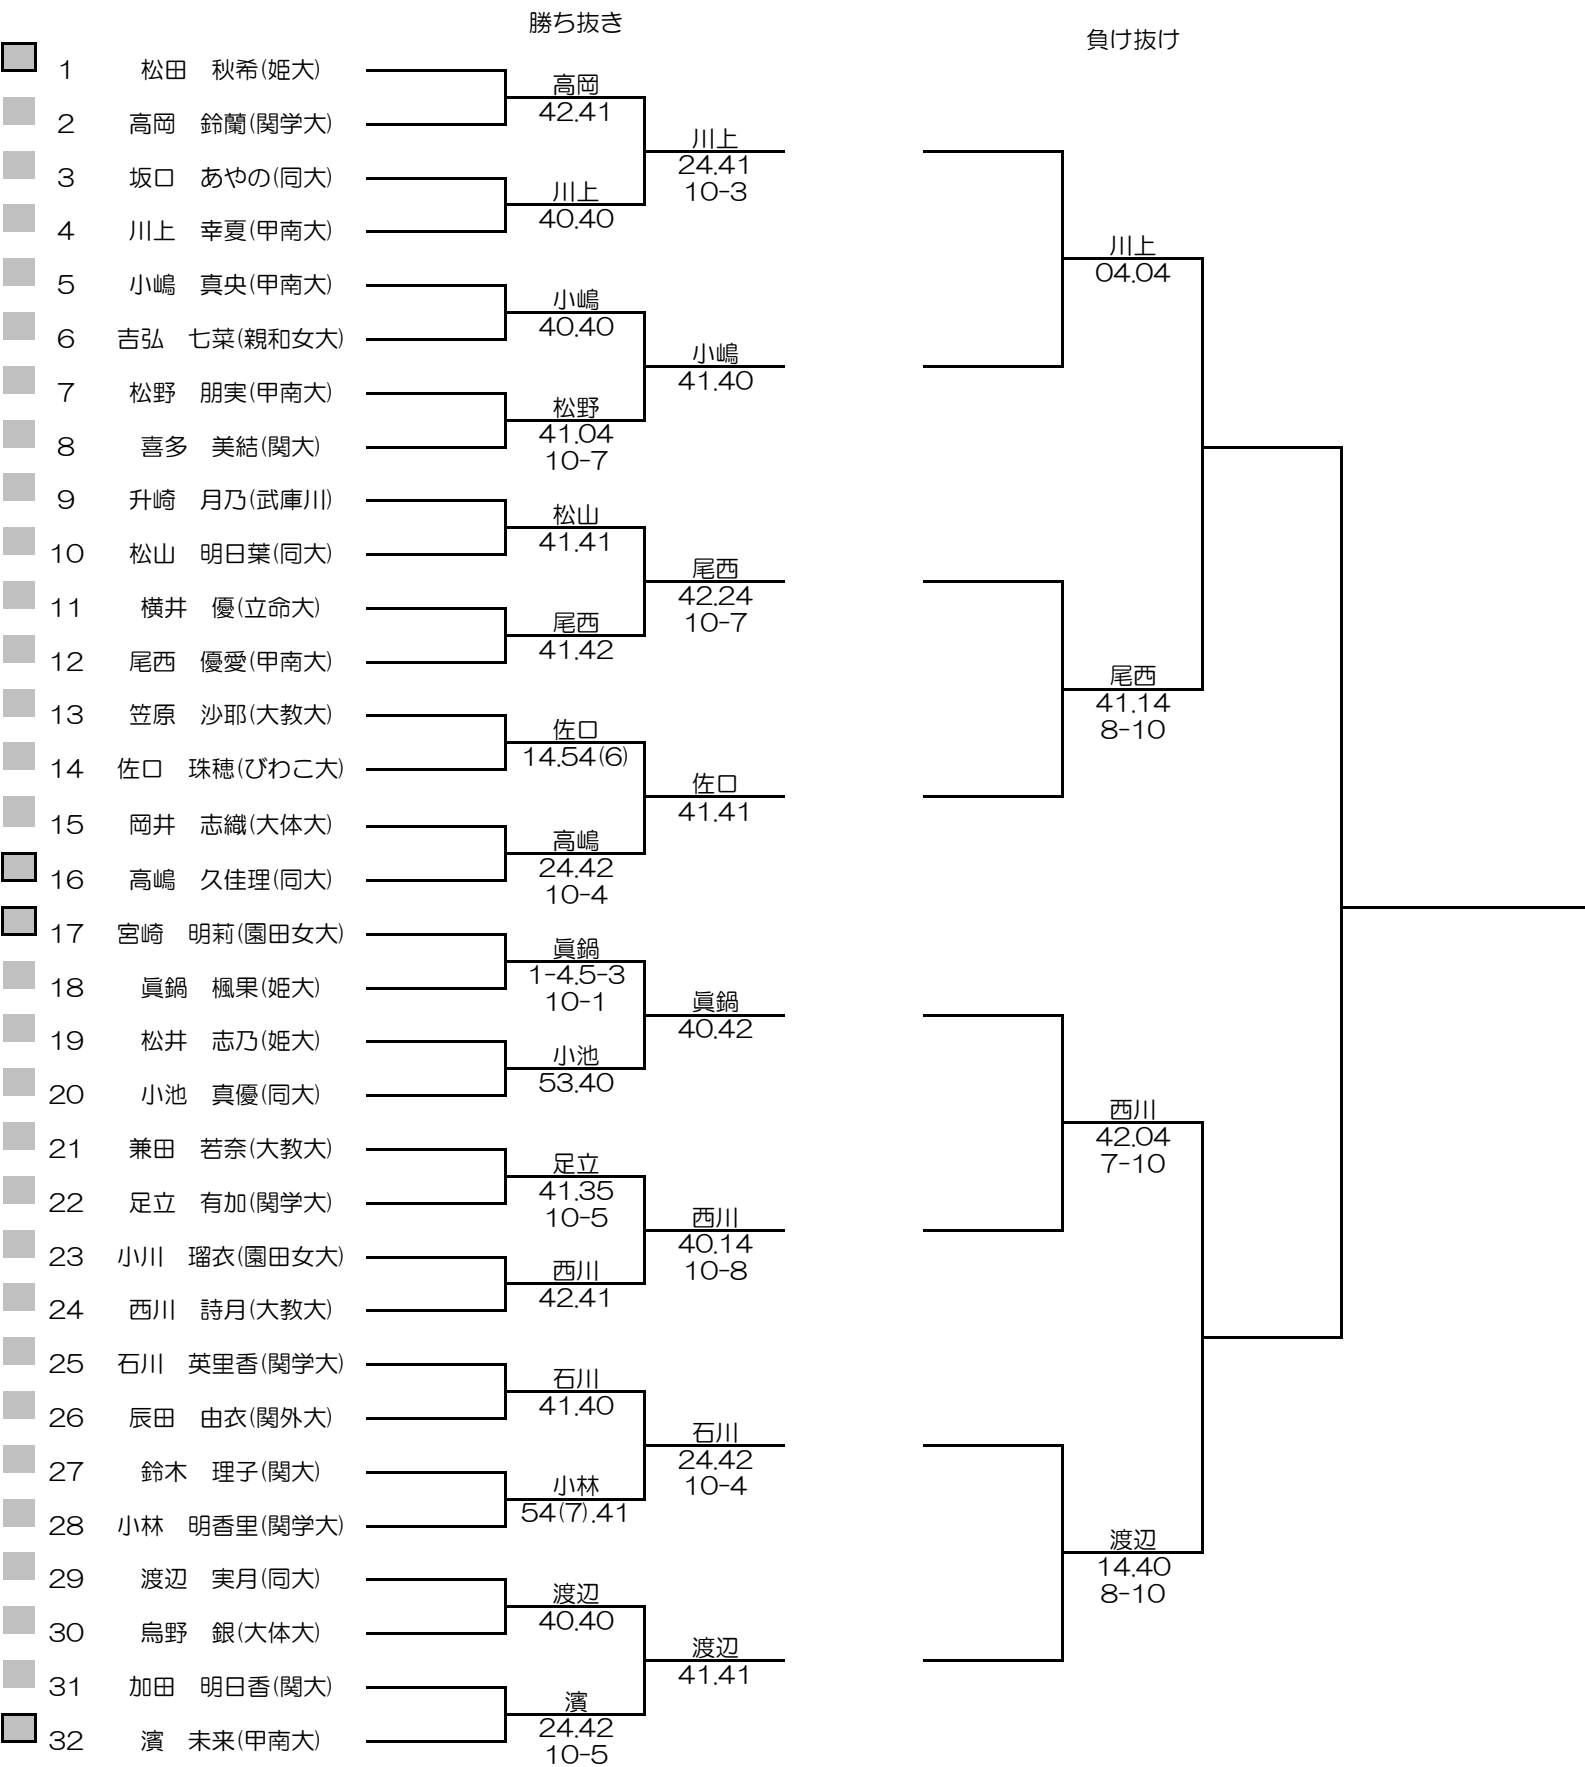 勝ち抜き
負け抜け
1 松田 秋希(姫大)
高岡
42.41
2 高岡 鈴蘭(関学大)
川上
24.41
10-3
3 坂口 あやの(同大)
川上
40.40
4 川上 幸夏(甲南大)
川上
04.04
5 小嶋 真央(甲南大)
小嶋
40.40
6 吉弘 七菜(親和女大)
小嶋
41.40
7 松野 朋実(甲南大)
松野
41.04
10-7
8 喜多 美結(関大)
9 升崎 月乃(武庫川)
松山
41.41
10 松山 明日葉(同大)
尾西
42.24
10-7
11 横井 優(立命大)
尾西
41.42
12 尾西 優愛(甲南大)
尾西
41.14
8-10
13 笠原 沙耶(大教大)
佐口
14.54(6)
14 佐口 珠穂(びわこ大)
佐口
41.41
15 岡井 志織(大体大)
高嶋
24.42
10-4
16 高嶋 久佳理(同大)
17 宮崎 明莉(園田女大)
眞鍋
1-4.5-3
10-1
18 眞鍋 楓果(姫大)
眞鍋
40.42
19 松井 志乃(姫大)
小池
53.40
20 小池 真優(同大)
西川
42.04
7-10
21 兼田 若奈(大教大)
足立
41.35
10-5
22 足立 有加(関学大)
西川
40.14
10-8
23 小川 瑠衣(園田女大)
西川
42.41
24 西川 詩月(大教大)
25 石川 英里香(関学大)
石川
41.40
26 辰田 由衣(関外大)
石川
24.42
10-4
27 鈴木 理子(関大)
小林
54(7).41
28 小林 明香里(関学大)
渡辺
14.40
8-10
29 渡辺 実月(同大)
渡辺
40.40
30 烏野 銀(大体大)
渡辺
41.41
31 加田 明日香(関大)
濱
24.42
10-5
32 濱 未来(甲南大)